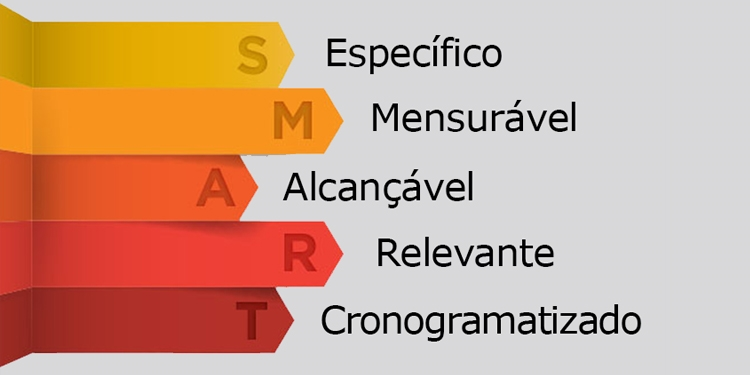 S Específico
M Mensurável
A Alcançável
R Relevante
T Cronogramatizado